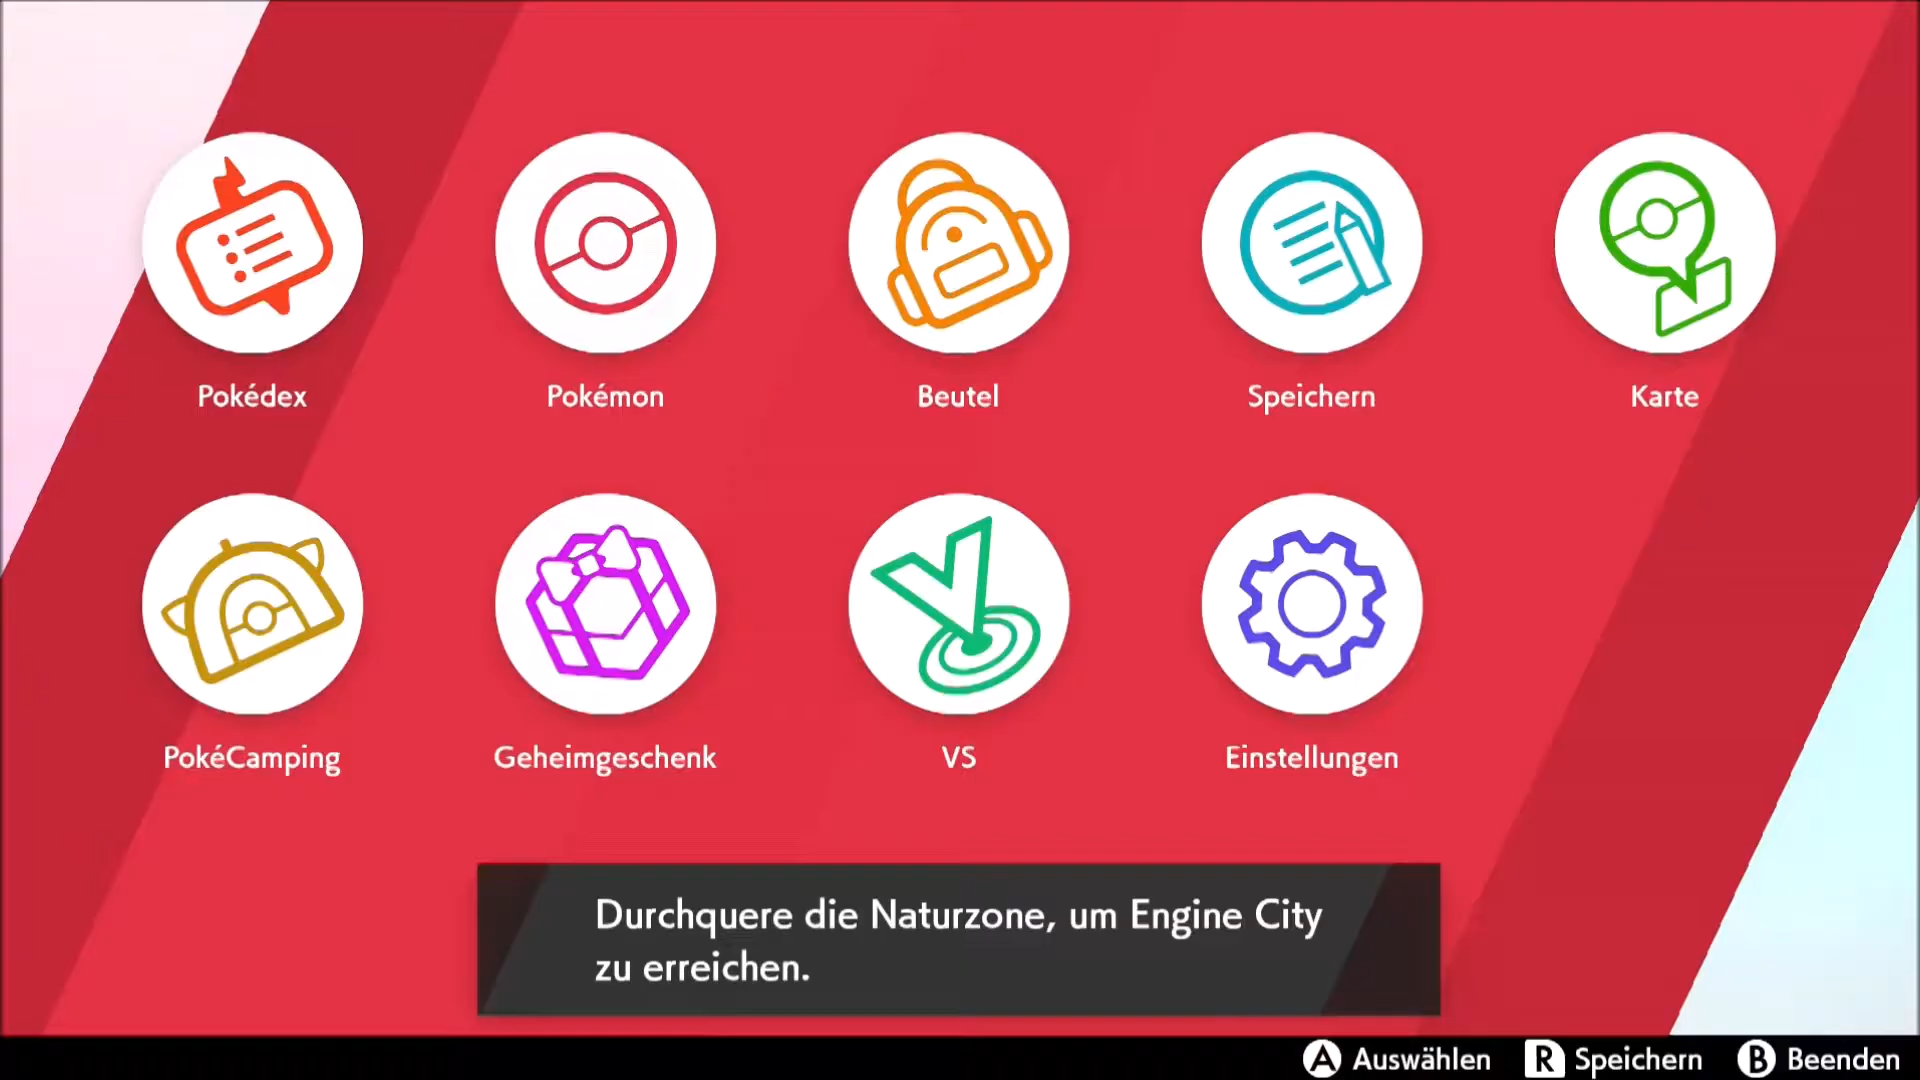 Pokédex
Pokémon
Beutel
Speichern
Karte
PokéCamping
Geheimgeschenk
VS
Einstellungen
Durchquere die Naturzone, um Engine City
zu erreichen.
A Auswählen R Speichern B Beenden